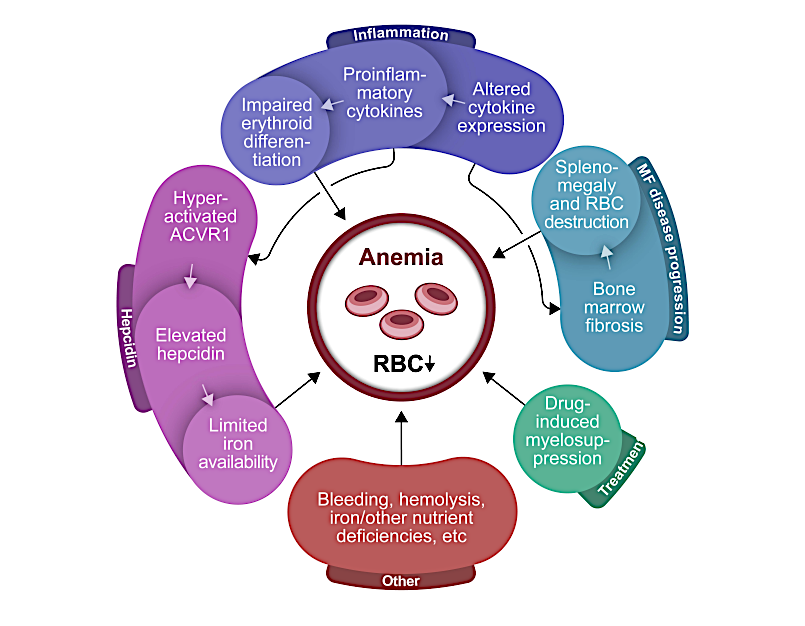 Inflammation
Altered
cytokine
expression
Proinflam-
matory
cytokines
Impaired
erythroid
differen-
tiation
MF disease progression
Spleno-
megaly
and RBC
destruction
Bone
marrow
fibrosis
Hepcidin
Hyper-
activated
ACVR1
Elevated
hepcidin
Limited
iron
availability
Anemia
RBC
Drug-
induced
myelosup-
pression
Treatmen
Bleeding, hemolysis,
iron/other nutrient
deficiencies, etc
Other